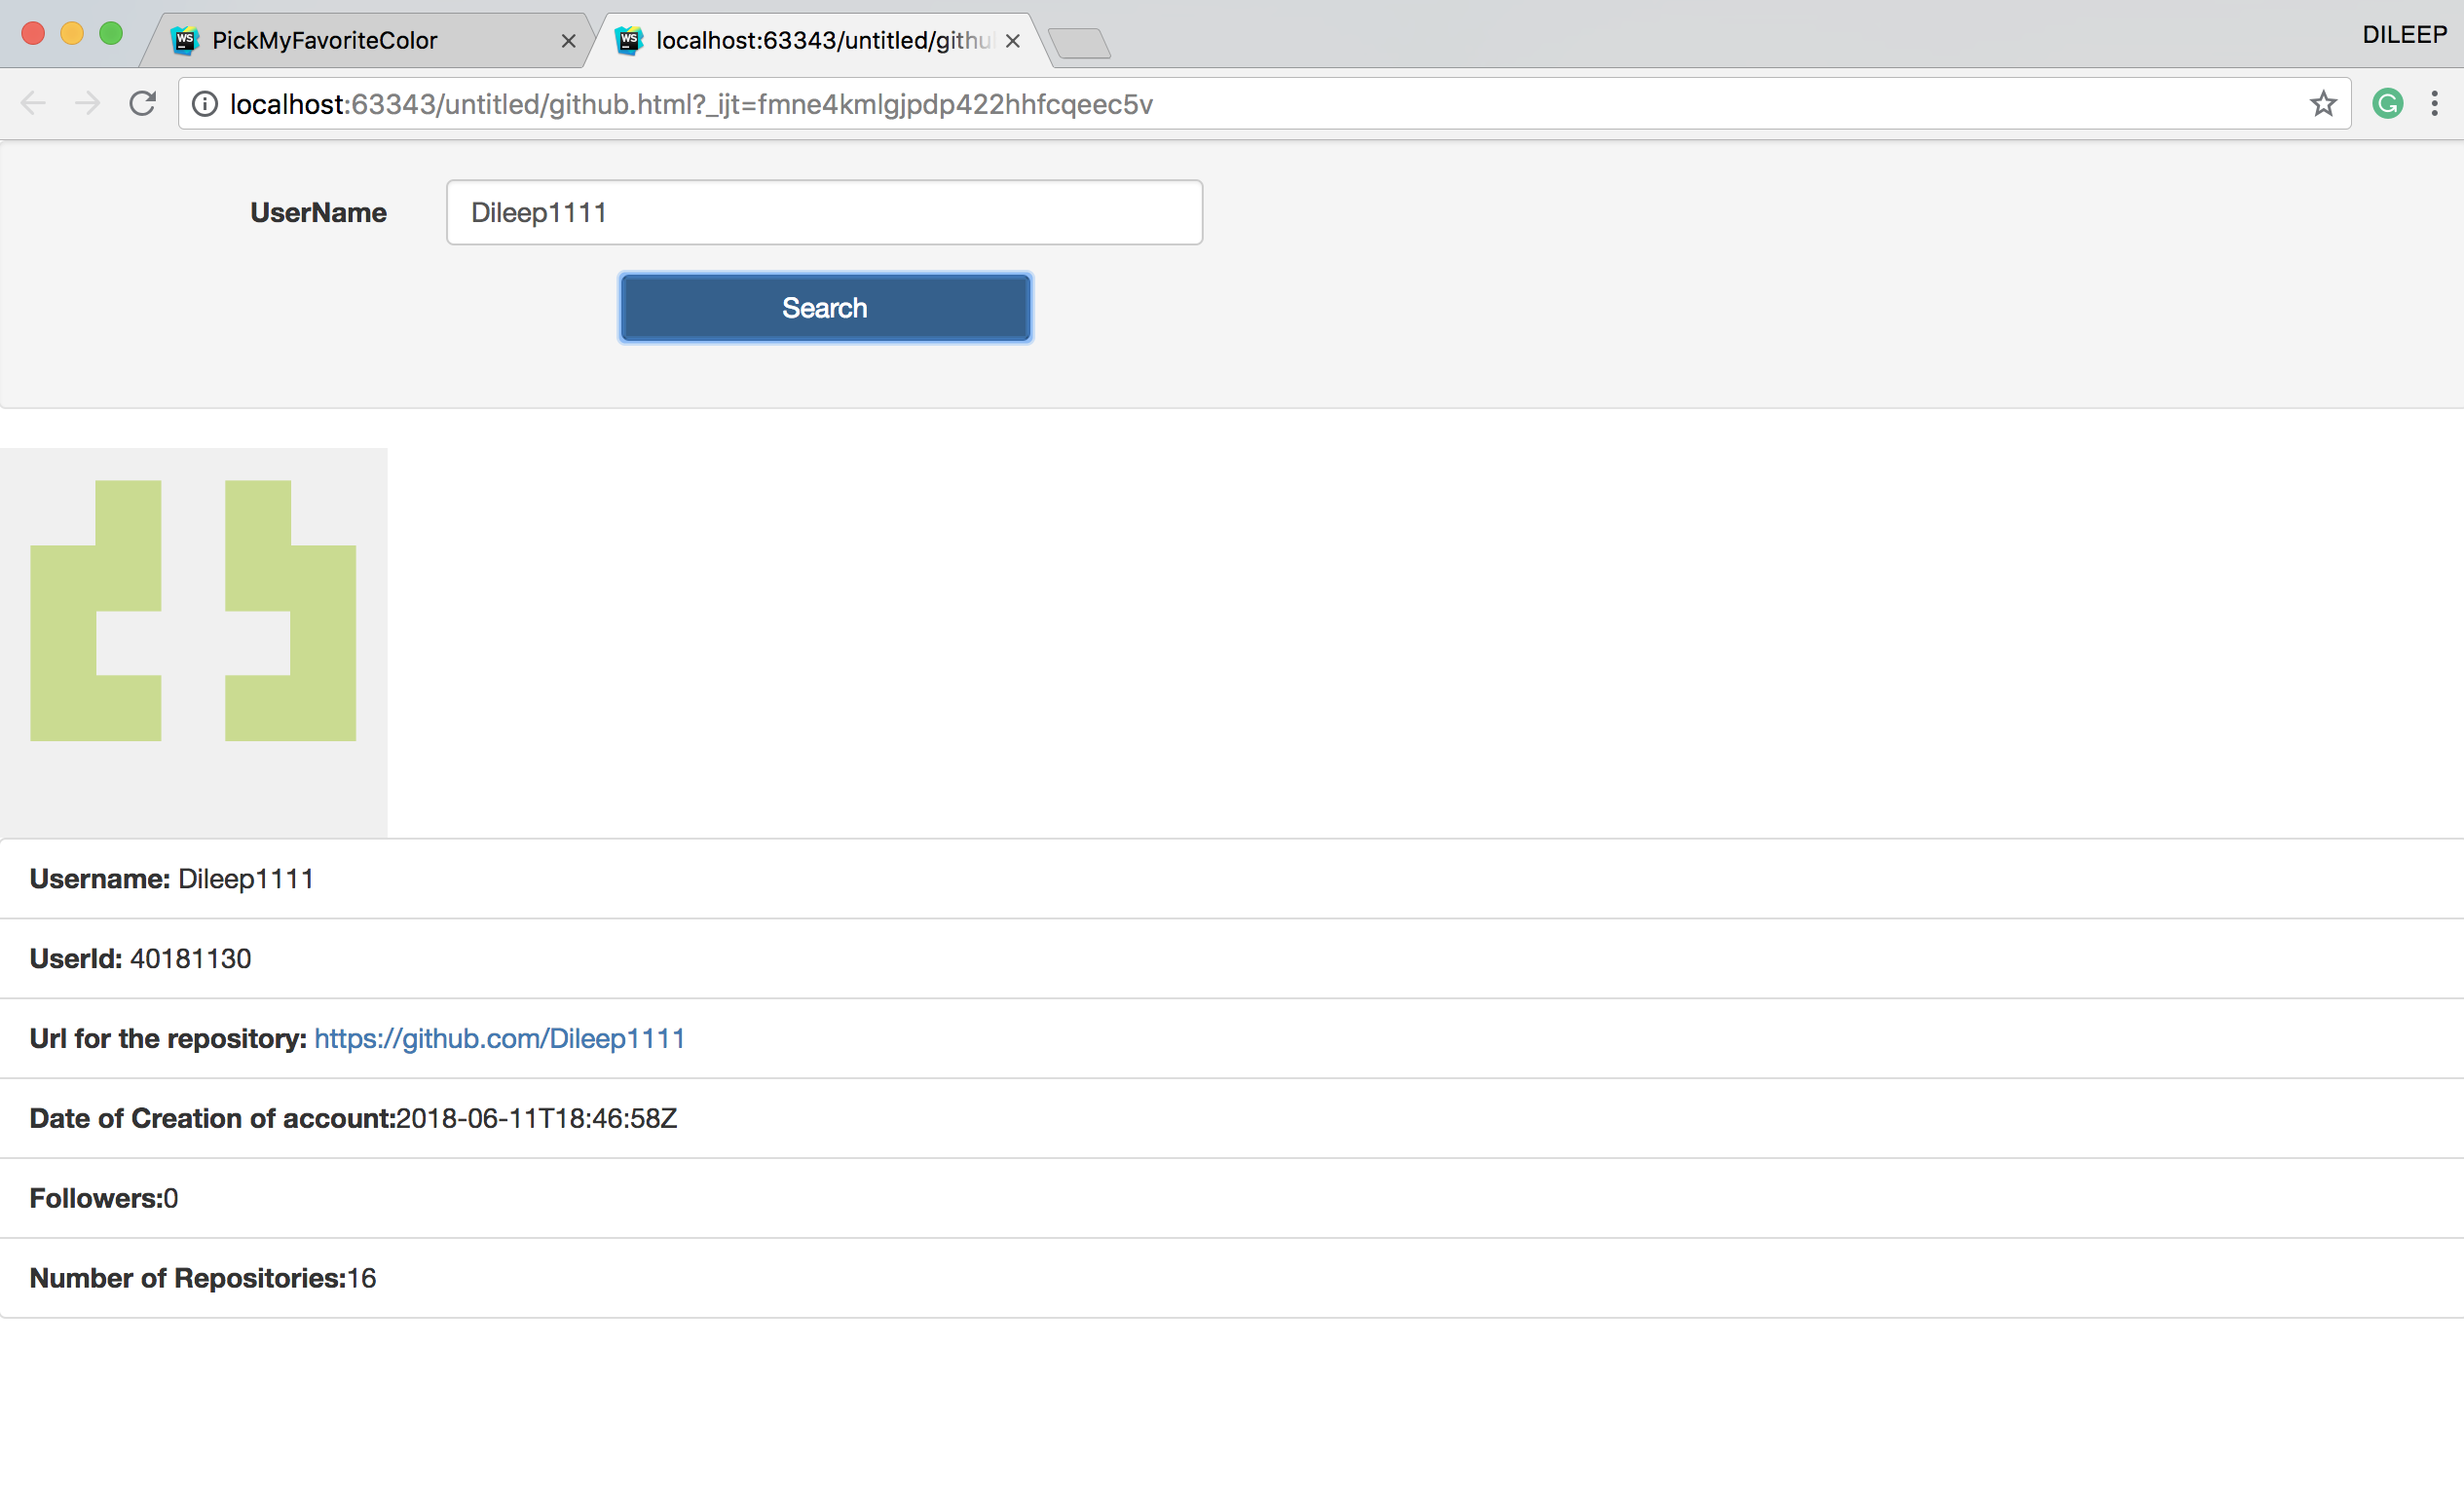 PickMyFavoriteColor
localhost:63343/untitled/githu
DILEEP
localhost:63343/untitled/github.html?_ijt=fmne4kmlgjpdp422hhfcqeec5v
UserName Dileep1111
Search
Username: Dileep1111
UserId: 40181130
Url for the repository: https://github.com/Dileep1111
Date of Creation of account:2018-06-11T18:46:58Z
Followers:0
Number of Repositories:16